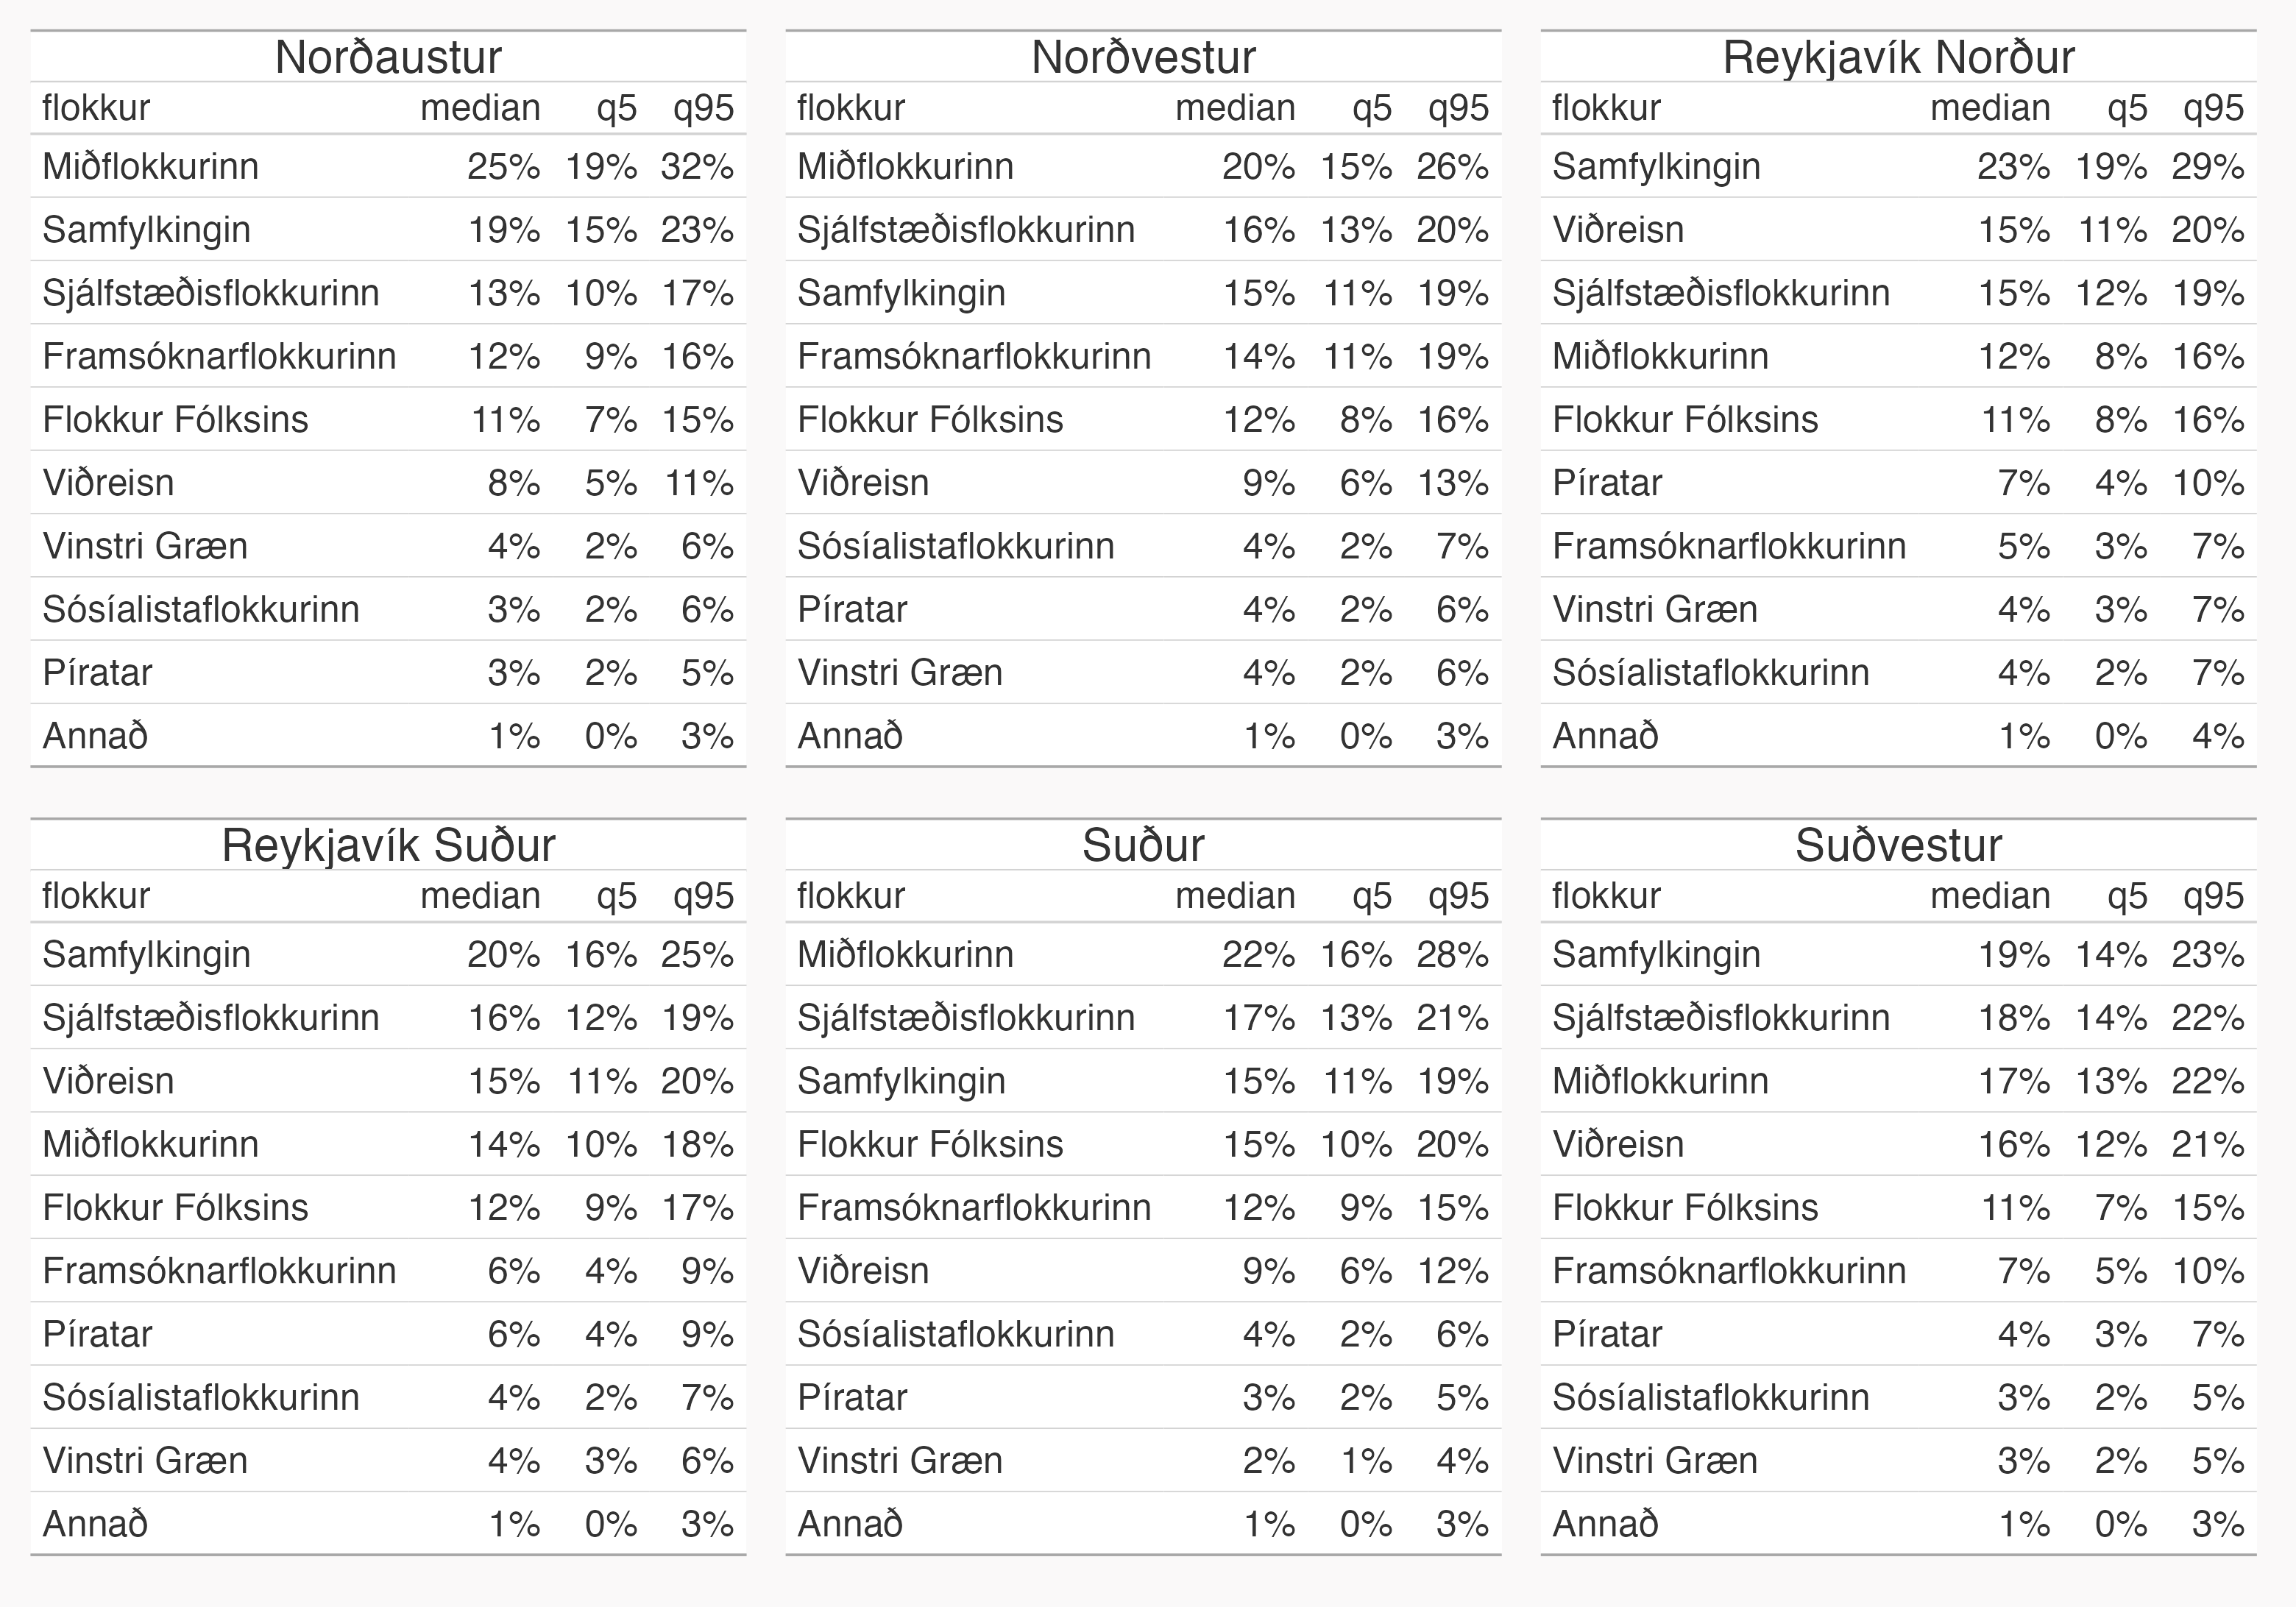 Norðaustur
flokkur median q5 q95
Miðflokkurinn 25% 19% 32%
Samfylkingin 19% 15% 23%
Sjálfstæðisflokkurinn 13% 10% 17%
Framsóknarflokkurinn 12% 9% 16%
Flokkur Fólksins 11% 7% 15%
Viðreisn 8% 5% 11%
Vinstri Græn 4% 2% 6%
Sósíalistaflokkurinn 3% 2% 6%
Píratar 3% 2% 5%
Annað 1% 0% 3%
Norðvestur
flokkur median q5 q95
Miðflokkurinn 20% 15% 26%
Sjálfstæðisflokkurinn 16% 13% 20%
Samfylkingin 15% 11% 19%
Framsóknarflokkurinn 14% 11% 19%
Flokkur Fólksins 12% 8% 16%
Viðreisn 9% 6% 13%
Sósíalistaflokkurinn 4% 2% 7%
Píratar 4% 2% 6%
Vinstri Græn 4% 2% 6%
Annað 1% 0% 3%
Reykjavík Norður
flokkur median q5 q95
Samfylkingin 23% 19% 29%
Viðreisn 15% 11% 20%
Sjálfstæðisflokkurinn 15% 12% 19%
Miðflokkurinn 12% 8% 16%
Flokkur Fólksins 11% 8% 16%
Píratar 7% 4% 10%
Framsóknarflokkurinn 5% 3% 7%
Vinstri Græn 4% 3% 7%
Sósíalistaflokkurinn 4% 2% 7%
Annað 1% 0% 4%
Reykjavík Suður
flokkur median q5 q95
Samfylkingin 20% 16% 25%
Sjálfstæðisflokkurinn 16% 12% 19%
Viðreisn 15% 11% 20%
Miðflokkurinn 14% 10% 18%
Flokkur Fólksins 12% 9% 17%
Framsóknarflokkurinn 6% 4% 9%
Píratar 6% 4% 9%
Sósíalistaflokkurinn 4% 2% 7%
Vinstri Græn 4% 3% 6%
Annað 1% 0% 3%
Suður
flokkur median q5 q95
Miðflokkurinn 22% 16% 28%
Sjálfstæðisflokkurinn 17% 13% 21%
Samfylkingin 15% 11% 19%
Flokkur Fólksins 15% 10% 20%
Framsóknarflokkurinn 12% 9% 15%
Viðreisn 9% 6% 12%
Sósíalistaflokkurinn 4% 2% 6%
Píratar 3% 2% 5%
Vinstri Græn 2% 1% 4%
Annað 1% 0% 3%
Suðvestur
flokkur median q5 q95
Samfylkingin 19% 14% 23%
Sjálfstæðisflokkurinn 18% 14% 22%
Miðflokkurinn 17% 13% 22%
Viðreisn 16% 12% 21%
Flokkur Fólksins 11% 7% 15%
Framsóknarflokkurinn 7% 5% 10%
Píratar 4% 3% 7%
Sósíalistaflokkurinn 3% 2% 5%
Vinstri Græn 3% 2% 5%
Annað 1% 0% 3%